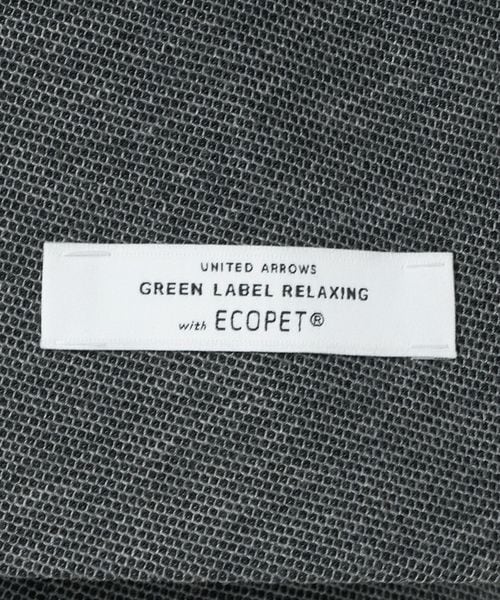 UNITED ARROWS
GREEN LABEL RELAXING
with ECOPET®